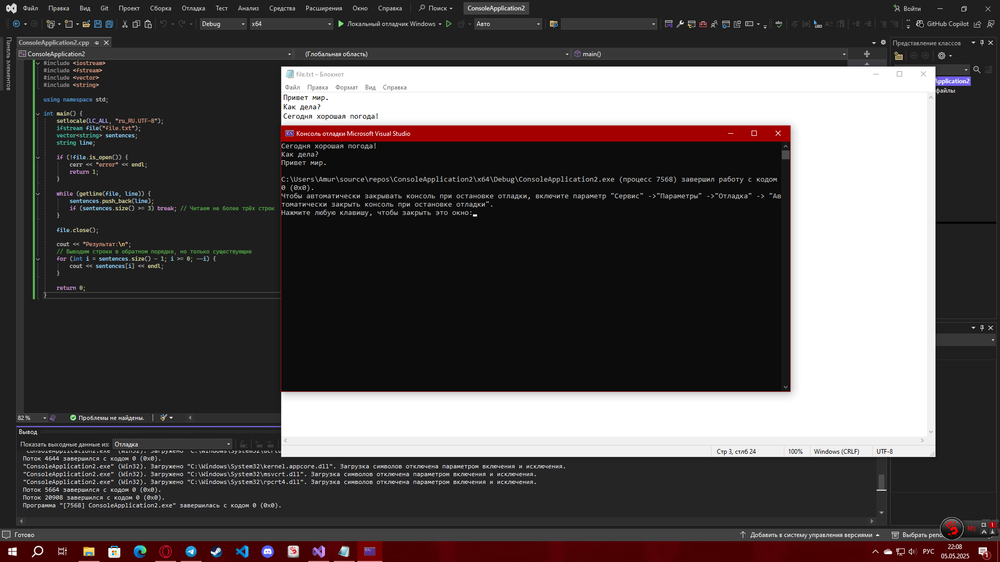 Файл Правка Вид Git Проект Сборка Отладка Тест Анализ Средства Расширения Окно Справка Поиск ConsoleApplication2 Войти
Debug x64 Локальный отладчик Windows Авто GitHub Copilot
Панель элементов
ConsoleApplication2.cpp
ConsoleApplication2 (Глобальная область) main()
#include <iostream>
#include <fstream>
#include <vector>
#include <string>
using namespace std;
int main() {
setlocale(LC_ALL, "ru_RU.UTF-8");
ifstream file("file.txt");
vector<string> sentences;
string line;
if (!file.is_open()) {
cerr << "error" << endl;
return 1;
}
while (getline(file, line)) {
sentences.push_back(line);
if (sentences.size() >= 3) break; // Читаем не более трёх строк
}
file.close();
cout << "Результат:\n";
// Выводим строки в обратном порядке, но только существующие
for (int i = sentences.size() - 1; i >= 0; --i) {
cout << sentences[i] << endl;
}
return 0;
}
82 % Проблемы не найдены.
file.txt – Блокнот
Файл Правка Формат Вид Справка
Привет мир.
Как дела?
Сегодня хорошая погода!
Консоль отладки Microsoft Visual Studio
Сегодня хорошая погода!
Как дела?
Привет мир.
C:\Users\Amur\source\repos\ConsoleApplication2\x64\Debug\ConsoleApplication2.exe (процесс 7568) завершил работу с кодом
0 (0x0).
Чтобы автоматически закрывать консоль при остановке отладки, включите параметр "Сервис" ->"Параметры" ->"Отладка" -> "Ав
томатически закрыть консоль при остановке отладки".
Нажмите любую клавишу, чтобы закрыть это окно:
Стр 3, стлб 24 100% Windows (CRLF) UTF-8
Представление классов
Application2
файлы
Вывод
Показать выходные данные из: Отладка
"ConsoleApplication2.exe" (Win32). Загружено
Поток 4644 завершился с кодом 0 (0x0).
"ConsoleApplication2.exe" (Win32). Загружено "C:\Windows\System32\kernel.appcore.dll". Загрузка символов отключена параметром включения и исключения.
"ConsoleApplication2.exe" (Win32). Загружено "C:\Windows\System32\msvcrt.dll". Загрузка символов отключена параметром включения и исключения.
"ConsoleApplication2.exe" (Win32). Загружено "C:\Windows\System32\rpcrt4.dll". Загрузка символов отключена параметром включения и исключения.
Поток 5664 завершился с кодом 0 (0x0).
Поток 20908 завершился с кодом 0 (0x0).
Программа "[7568] ConsoleApplication2.exe" завершилась с кодом 0 (0x0).
Готово Добавить в систему управления версиями Выбрать репо
M1 G 1 A
РУС 22:08
05.05.2025
1